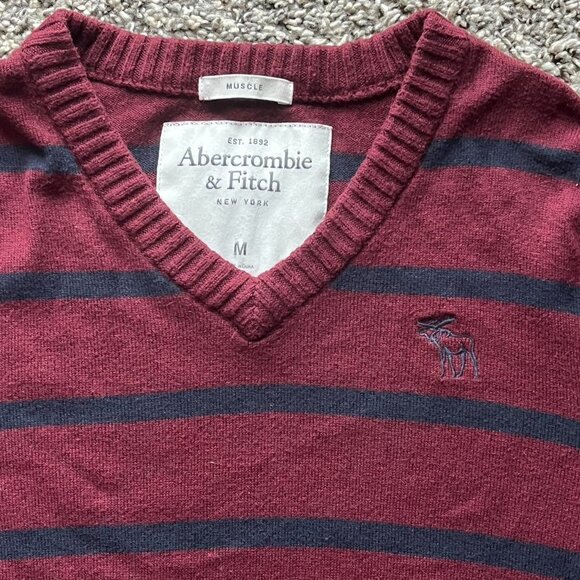 MUSCLE
EST. 1892
Abercrombie
& Fitch
NEW YORK
M